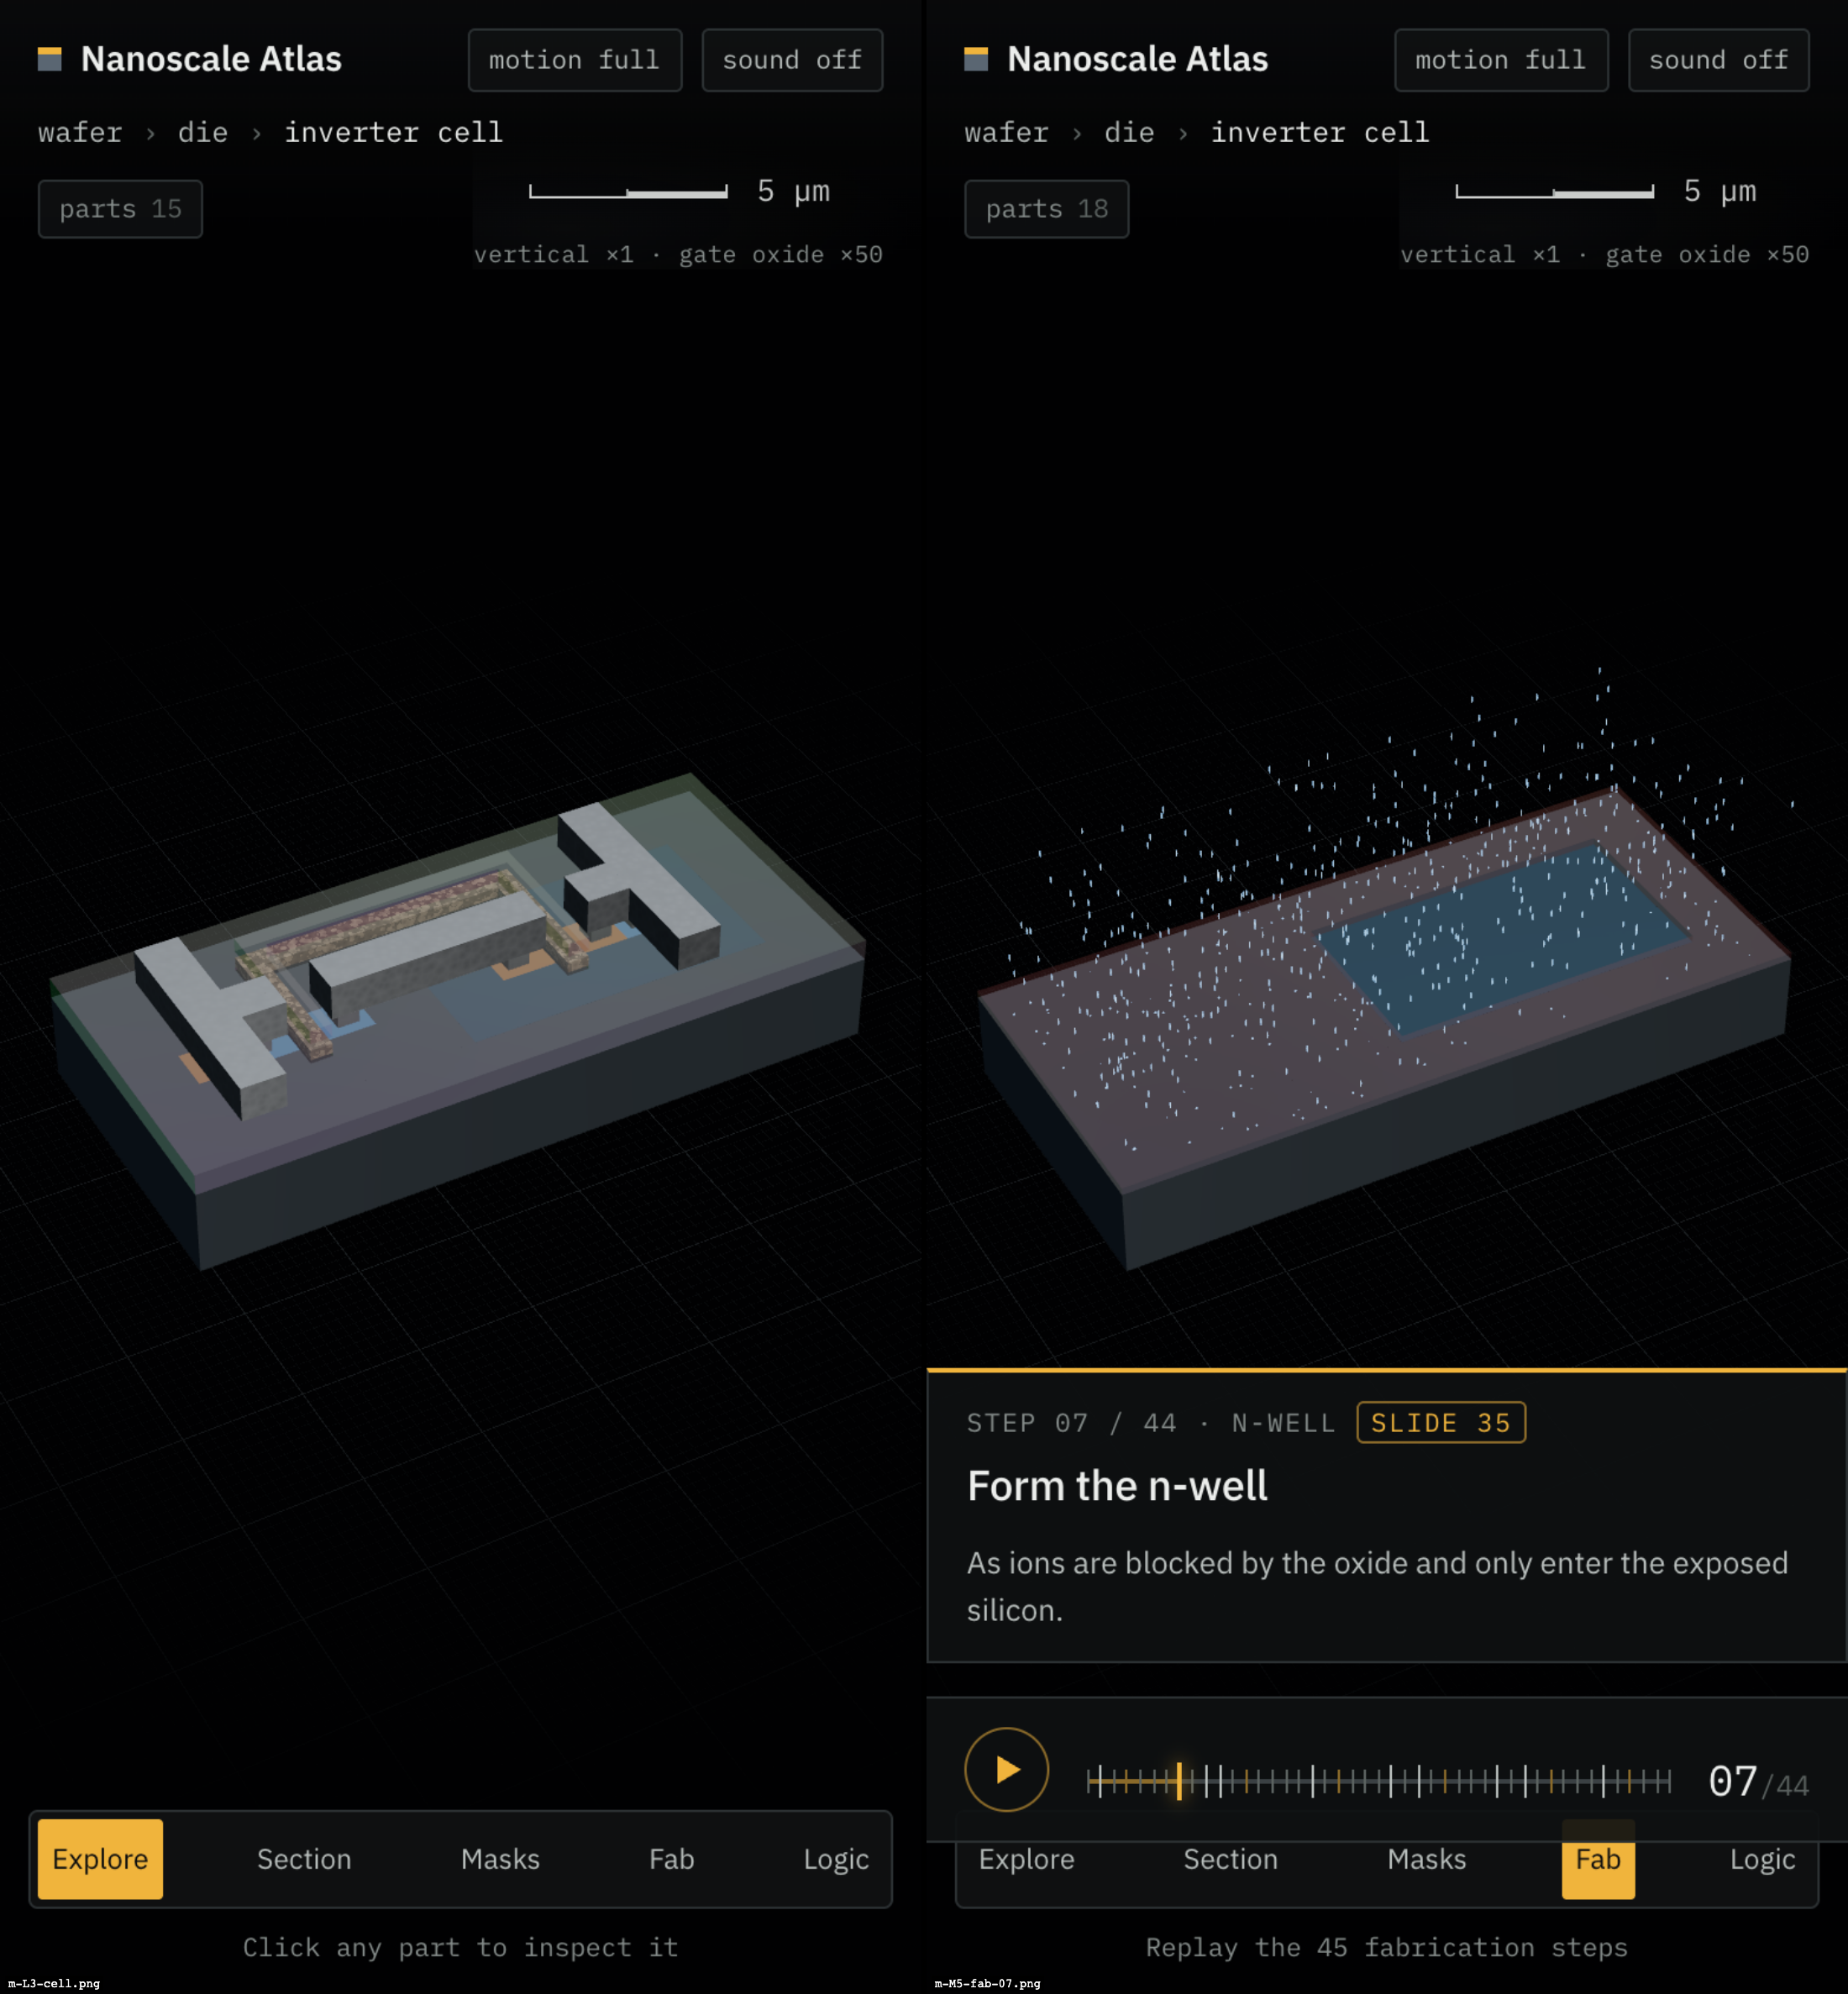 Nanoscale Atlas
motion full
sound off
wafer › die › inverter cell
parts 15
5 µm
vertical ×1 · gate oxide ×50
Explore
Section
Masks
Fab
Logic
Click any part to inspect it
m-L3-cell.png
Nanoscale Atlas
motion full
sound off
wafer › die › inverter cell
parts 18
5 µm
vertical ×1 · gate oxide ×50
STEP 07 / 44 · N-WELL SLIDE 35
Form the n-well
As ions are blocked by the oxide and only enter the exposed
silicon.
07/44
Explore
Section
Masks
Fab
Logic
Replay the 45 fabrication steps
m-M5-fab-07.png